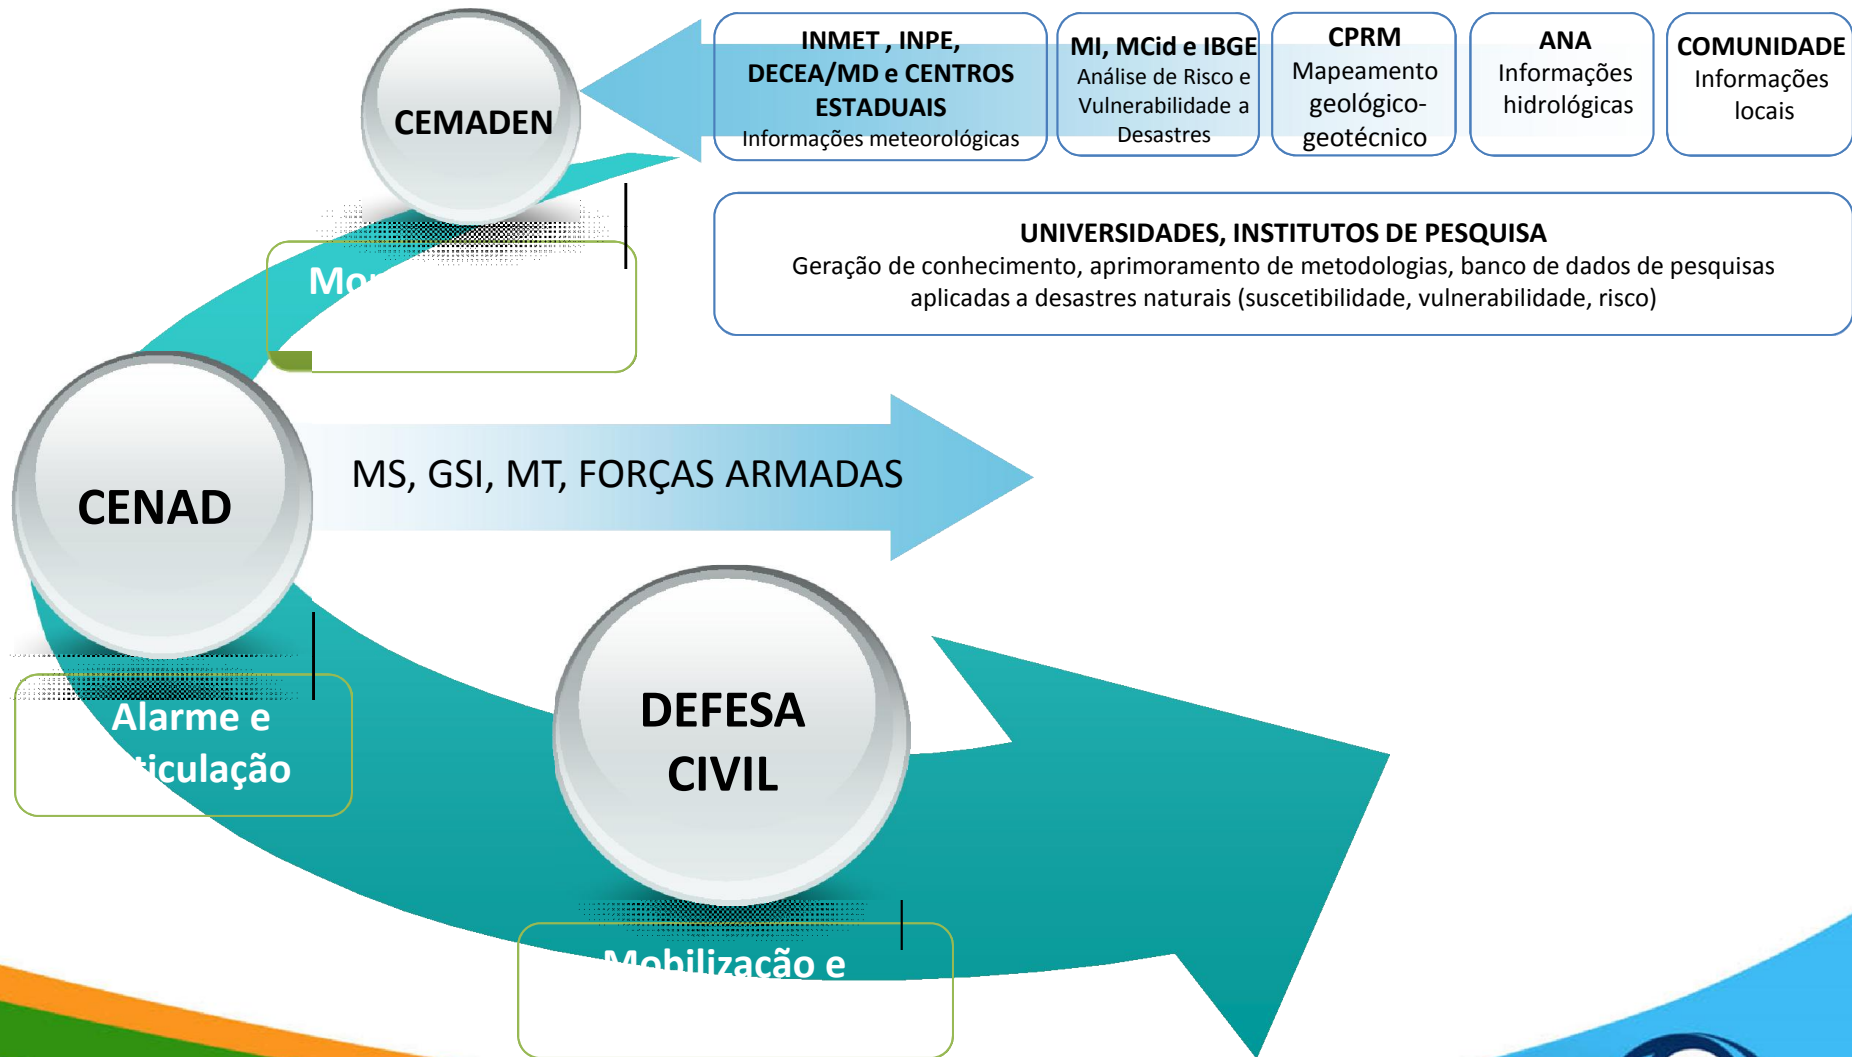 CEMADEN
INMET , INPE,
DECEA/MD e CENTROS
ESTADUAIS
Informações meteorológicas
MI, MCid e IBGE
Análise de Risco e
Vulnerabilidade a
Desastres
CPRM
Mapeamento
geológico-
geotécnico
ANA
Informações
hidrológicas
COMUNIDADE
Informações
locais
UNIVERSIDADES, INSTITUTOS DE PESQUISA
Geração de conhecimento, aprimoramento de metodologias, banco de dados de pesquisas
aplicadas a desastres naturais (suscetibilidade, vulnerabilidade, risco)
CENAD
MS, GSI, MT, FORÇAS ARMADAS
Alarme e
DEFESA
CIVIL
Mobilização e